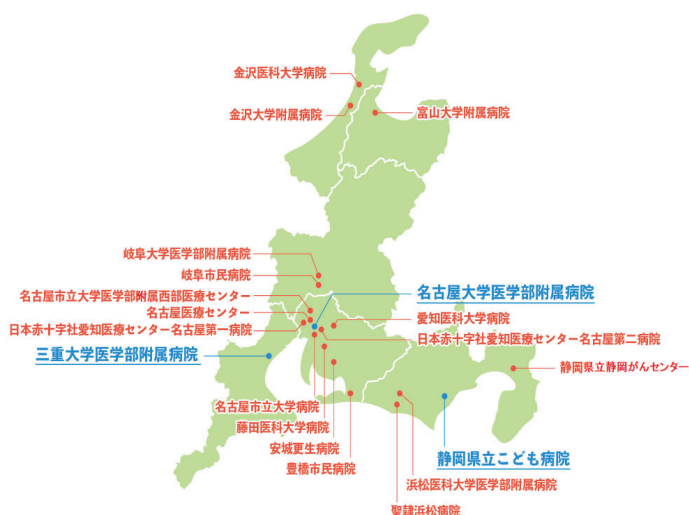 金沢医科大学病院
金沢大学附属病院
富山大学附属病院
岐阜大学医学部附属病院
岐阜市民病院
名古屋市立大学医学部附属西部医療センター
名古屋大学医学部附属病院
名古屋医療センター
愛知医科大学病院
日本赤十字社愛知医療センター名古屋第一病院
日本赤十字社愛知医療センター名古屋第二病院
三重大学医学部附属病院
静岡県立静岡がんセンター
名古屋市立大学病院
藤田医科大学病院
安城更生病院
静岡県立こども病院
豊橋市民病院
浜松医科大学医学部附属病院
聖隷浜松病院